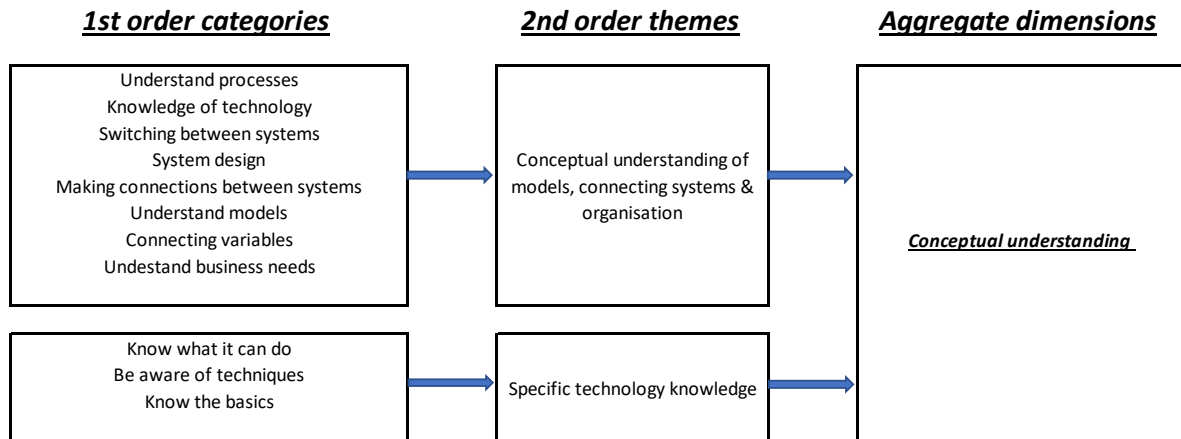 1st order categories
2nd order themes
Aggregate dimensions
Understand processes
Knowledge of technology
Switching between systems
System design
Making connections between systems
Understand models
Connecting variables
Undestand business needs
Conceptual understanding of
models, connecting systems &
organisation
Conceptual understanding
Know what it can do
Be aware of techniques
Know the basics
Specific technology knowledge